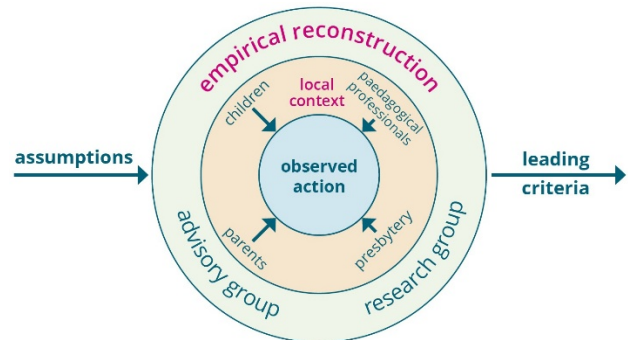 empirical reconstruction
local
context
children
paedagogical
professionals
assumptions
observed
action
leading
criteria
parents
presbytery
advisory group
research group